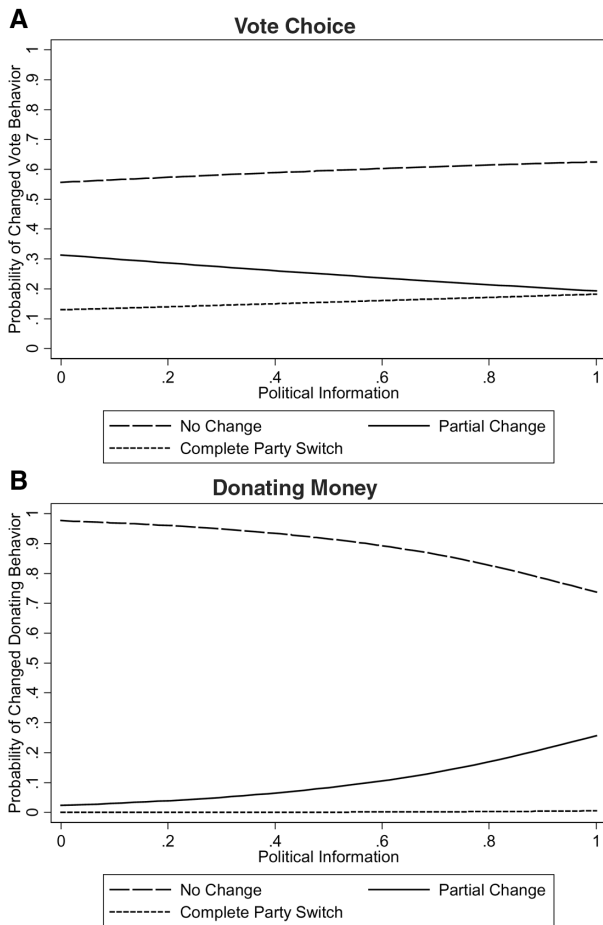 A
Vote Choice
Probability of Changed Vote Behavior
1
.9
.8
.7
.6
.5
.4
.3
.2
.1
0
0 .2 .4 .6 .8 1
Political Information
No Change Partial Change
Complete Party Switch
B
Donating Money
Probability of Changed Donating Behavior
1
.9
.8
.7
.6
.5
.4
.3
.2
.1
0
0 .2 .4 .6 .8 1
Political Information
No Change Partial Change
Complete Party Switch